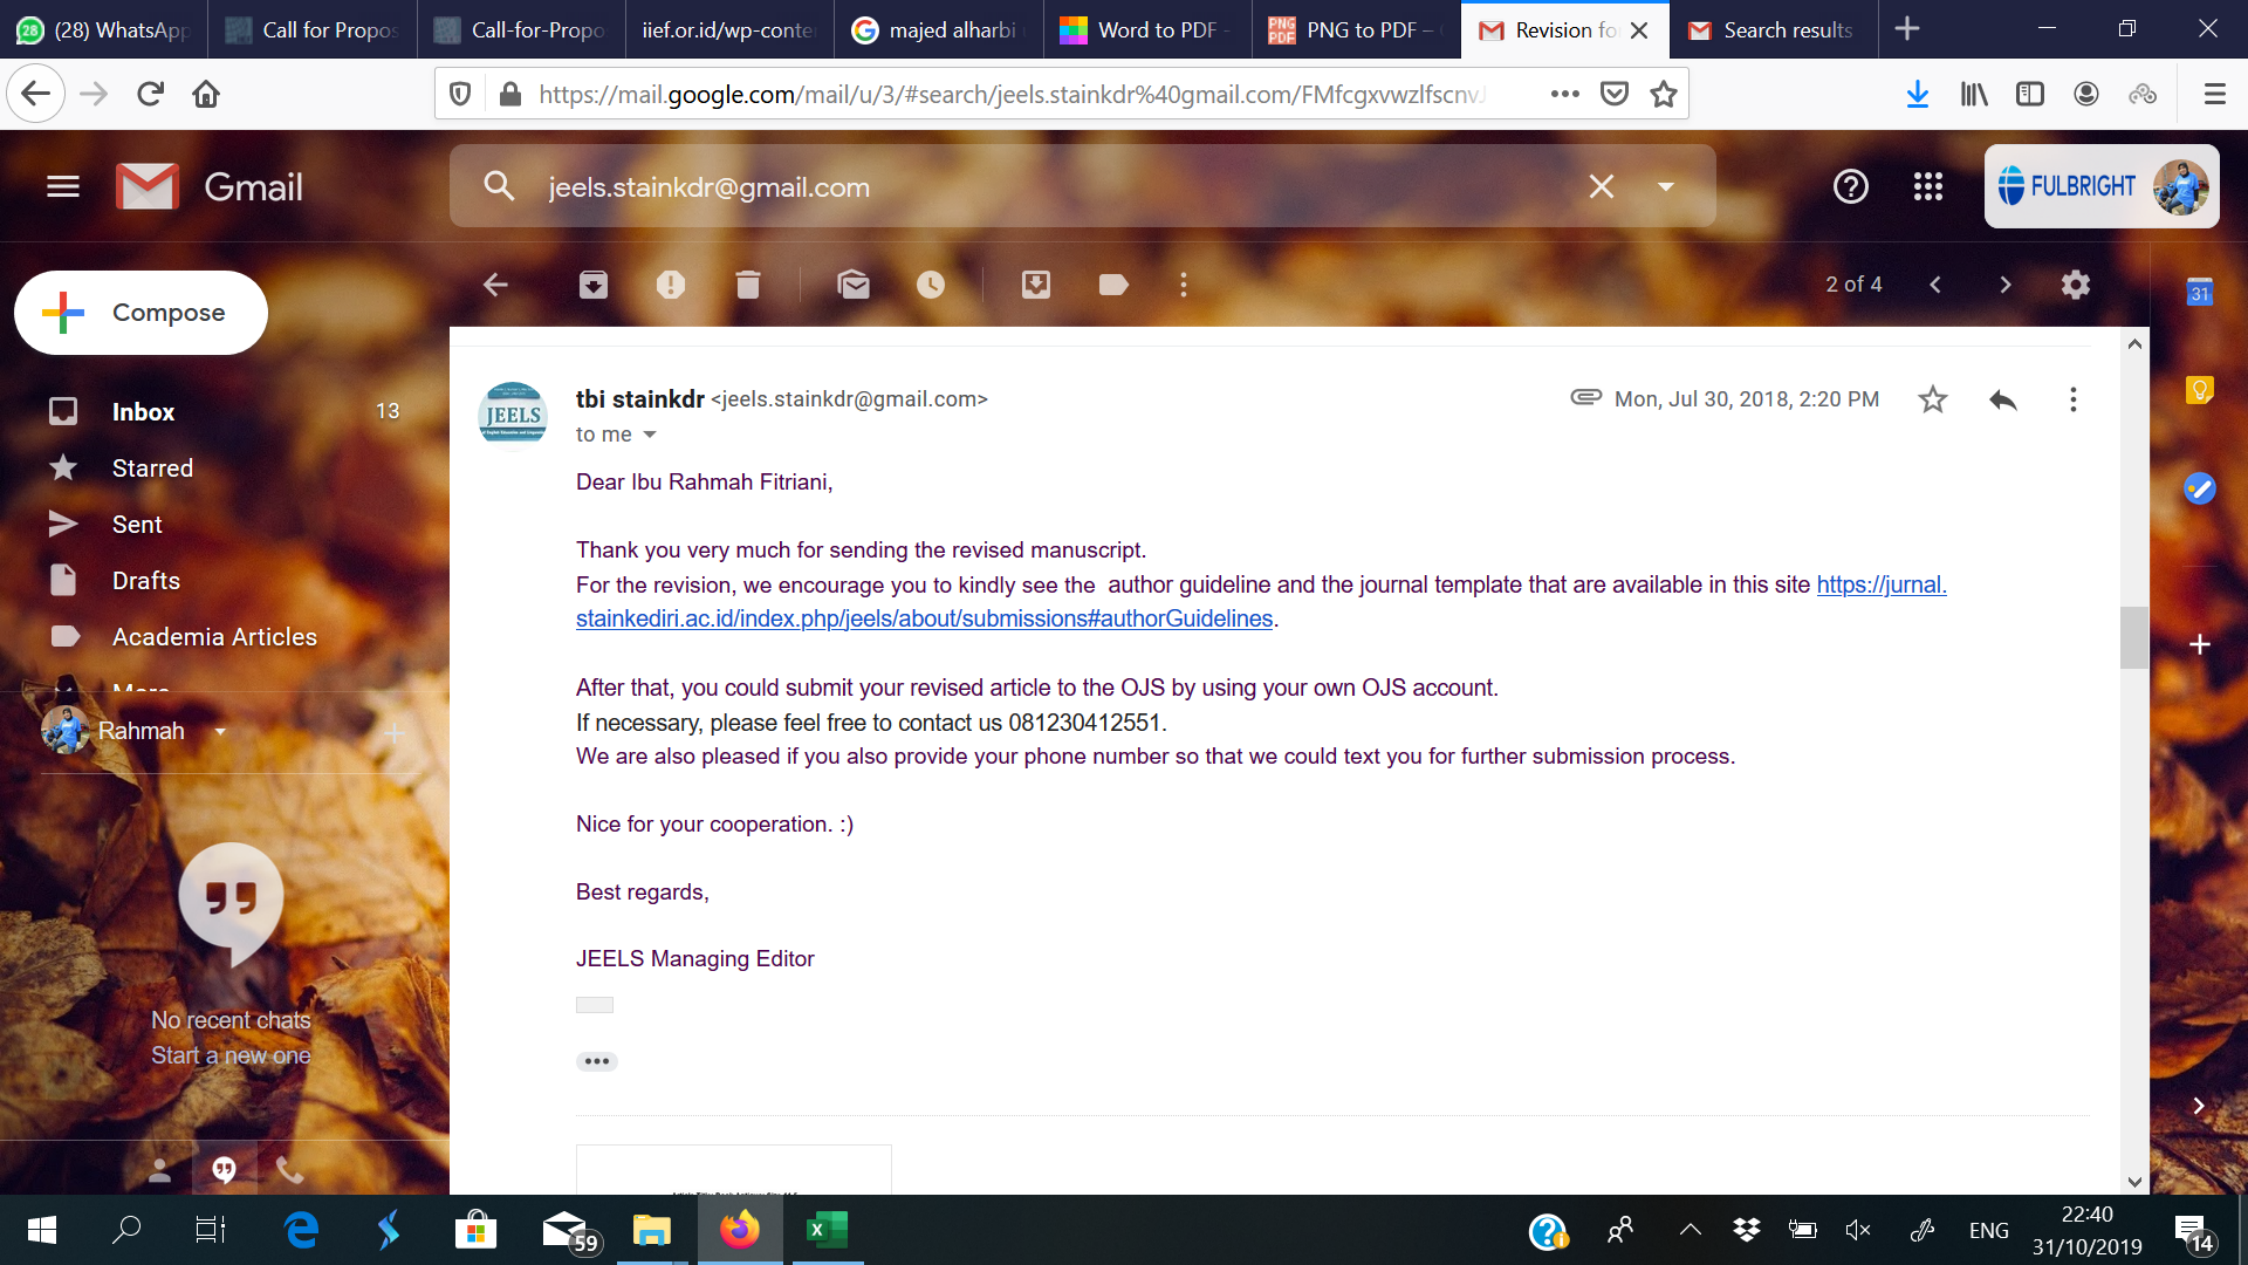 28 (28) WhatsApp
Call for Propos
Call-for-Propo
iief.or.id/wp-conte
majed alharbi
Word to PDF -
PNG PDF PNG to PDF –
Revision fo
Search results
https://mail.google.com/mail/u/3/#search/jeels.stainkdr%40gmail.com/FMfcgxvwzlfscnv
Gmail
jeels.stainkdr@gmail.com
FULBRIGHT
Compose
2 of 4
31
Inbox 13
Starred
Sent
Drafts
Academia Articles
More
Rahmah
No recent chats
Start a new one
JEELS
tbi stainkdr <jeels.stainkdr@gmail.com>
Mon, Jul 30, 2018, 2:20 PM
to me
Dear Ibu Rahmah Fitriani,
Thank you very much for sending the revised manuscript.
For the revision, we encourage you to kindly see the author guideline and the journal template that are available in this site https://jurnal.
stainkediri.ac.id/index.php/jeels/about/submissions#authorGuidelines.
After that, you could submit your revised article to the OJS by using your own OJS account.
If necessary, please feel free to contact us 081230412551.
We are also pleased if you also provide your phone number so that we could text you for further submission process.
Nice for your cooperation. :)
Best regards,
JEELS Managing Editor
59
ENG
22:40
31/10/2019
14